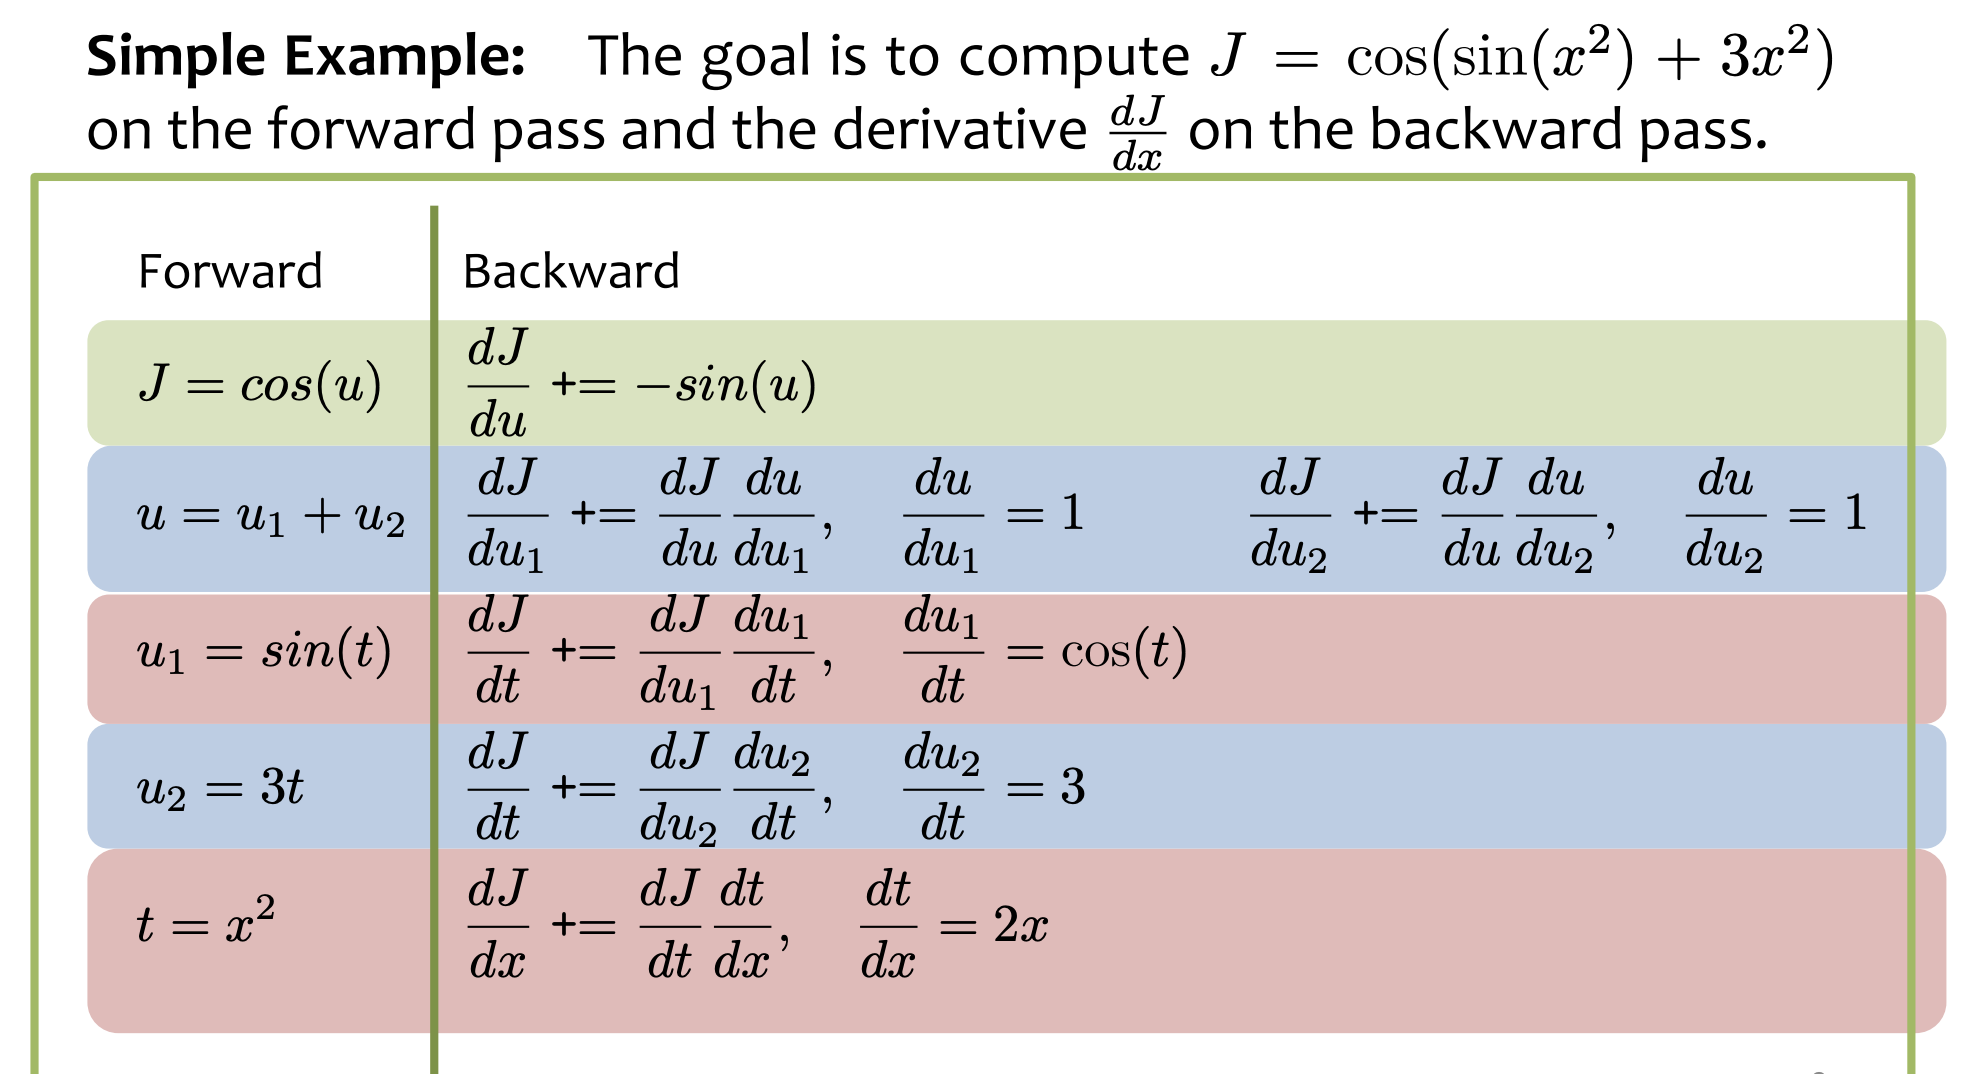 Simple Example: The goal is to compute $J = \cos(\sin(x^2) + 3x^2)$
on the forward pass and the derivative $\frac{dJ}{dx}$ on the backward pass.
Forward Backward
$J = cos(u)$ $\frac{dJ}{du}$ += $-sin(u)$
$u = u_1 + u_2$ $\frac{dJ}{du_1}$ += $\frac{dJ}{du}\frac{du}{du_1}, \quad \frac{du}{du_1} = 1$ $\frac{dJ}{du_2}$ += $\frac{dJ}{du}\frac{du}{du_2}, \quad \frac{du}{du_2} = 1$
$u_1 = sin(t)$ $\frac{dJ}{dt}$ += $\frac{dJ}{du_1}\frac{du_1}{dt}, \quad \frac{du_1}{dt} = \cos(t)$
$u_2 = 3t$ $\frac{dJ}{dt}$ += $\frac{dJ}{du_2}\frac{du_2}{dt}, \quad \frac{du_2}{dt} = 3$
$t = x^2$ $\frac{dJ}{dx}$ += $\frac{dJ}{dt}\frac{dt}{dx}, \quad \frac{dt}{dx} = 2x$